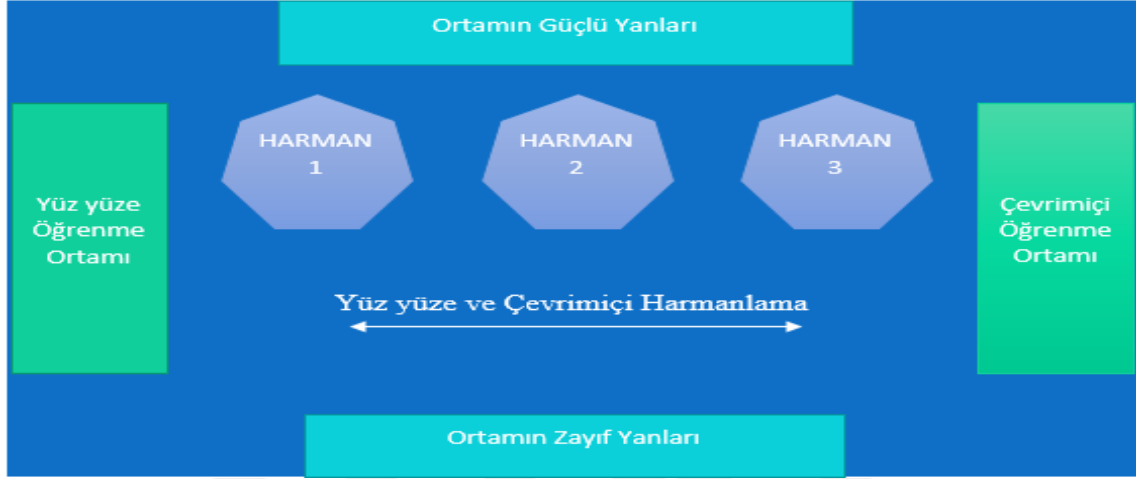 Ortamın Güçlü Yanları
HARMAN
1
HARMAN
2
HARMAN
3
Yüz yüze
Öğrenme
Ortamı
Çevrimiçi
Öğrenme
Ortamı
Yüz yüze ve Çevrimiçi Harmanlama
Ortamın Zayıf Yanları